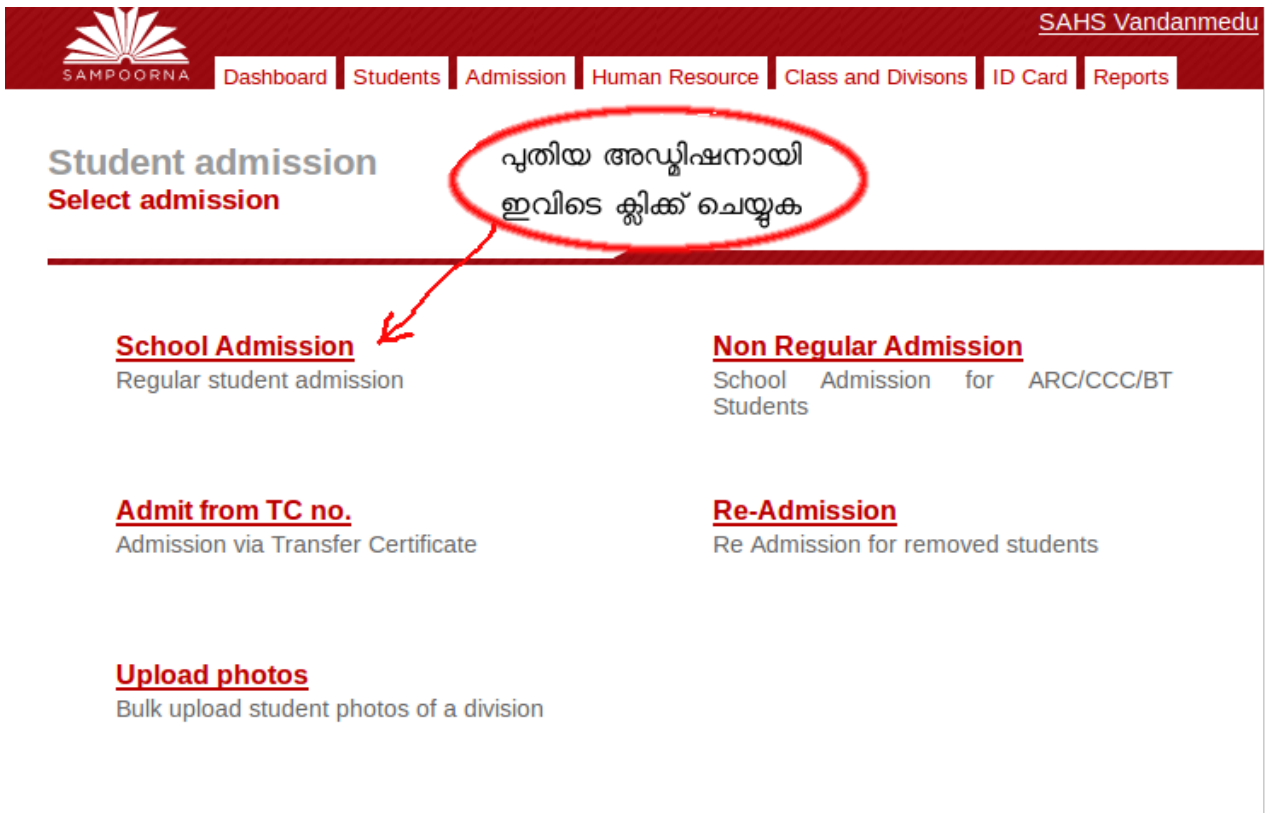 SAHS Vandanmedu
SAMPOORNA
Dashboard Students Admission Human Resource Class and Divisons ID Card Reports
Student admission
Select admission
പുതിയ അഡ്മിഷനായി
ഇവിടെ ക്ലിക്ക് ചെയ്യുക
School Admission
Regular student admission
Non Regular Admission
School Admission for ARC/CCC/BT
Students
Admit from TC no.
Admission via Transfer Certificate
Re-Admission
Re Admission for removed students
Upload photos
Bulk upload student photos of a division